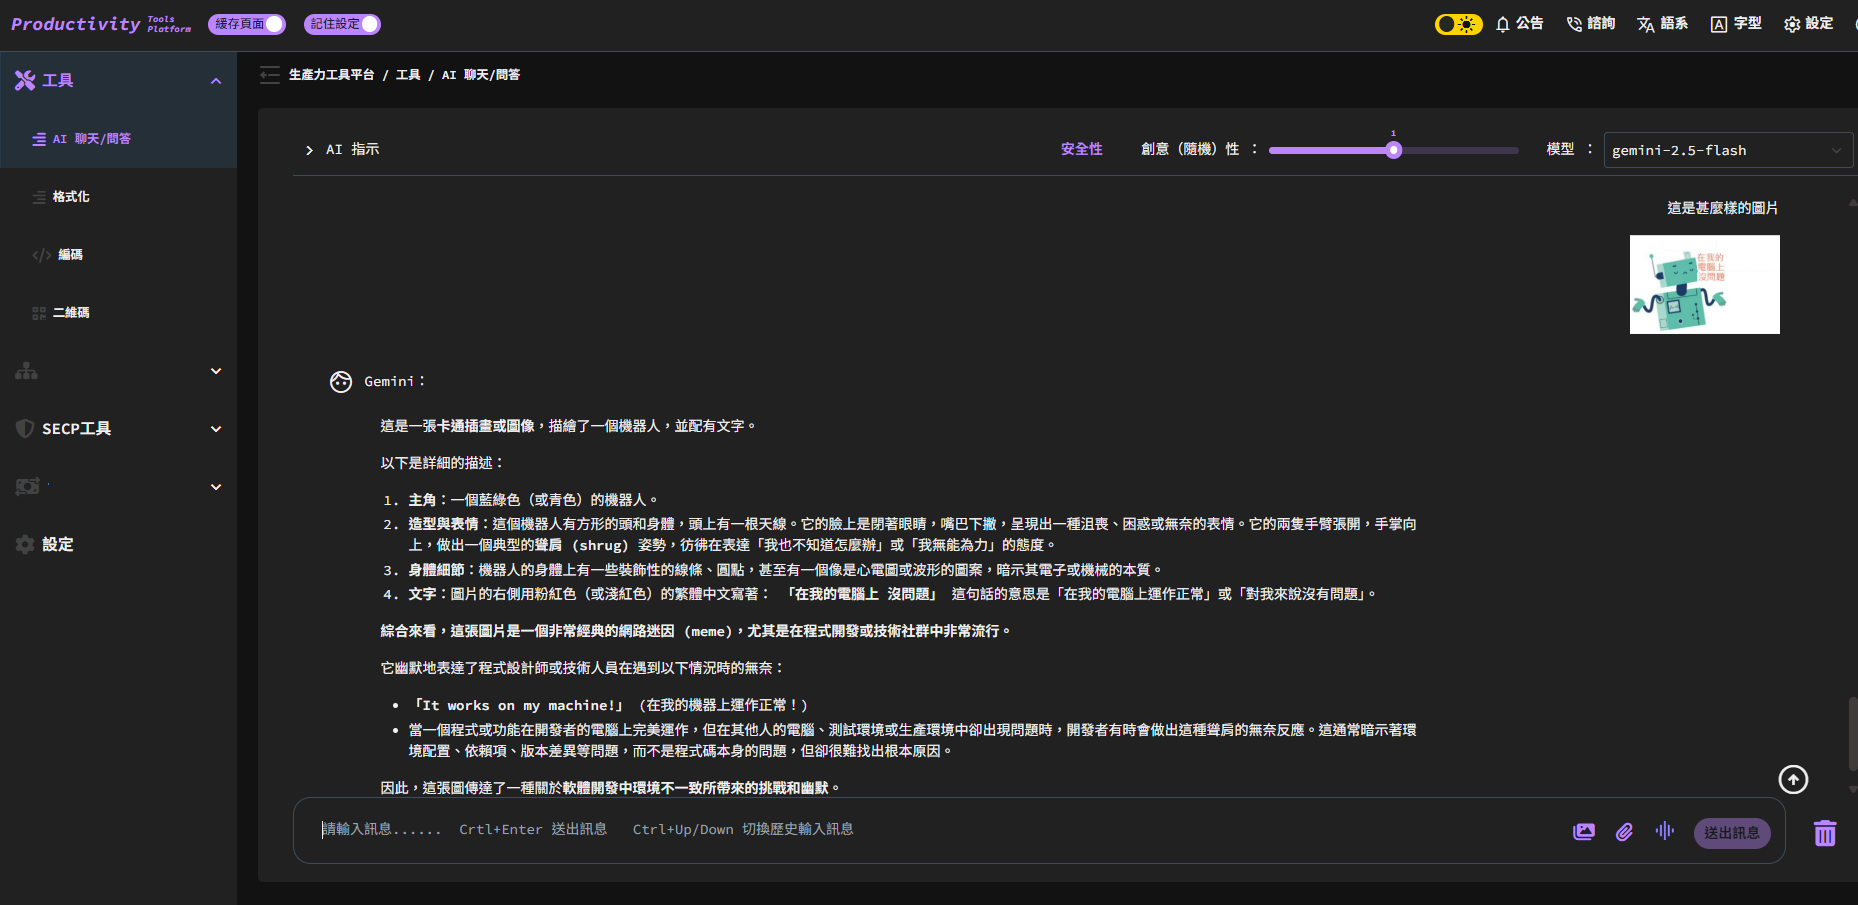 Productivity Tools Platform
緩存頁面 記住設定
公告 諮詢 語系 字型 設定
工具
AI 聊天/問答
格式化
編碼
二維碼
SECP工具
設定
生產力工具平台 / 工具 / AI 聊天/問答
AI 指示
安全性 創意（隨機）性 ： 1 模型 ： gemini-2.5-flash
這是甚麼樣的圖片
在我的
電腦上
沒問題
Gemini：
這是一張卡通插畫或圖像，描繪了一個機器人，並配有文字。
以下是詳細的描述：
1. 主角：一個藍綠色（或青色）的機器人。
2. 造型與表情：這個機器人有方形的頭和身體，頭上有一根天線。它的臉上是閉著眼睛，嘴巴下撇，呈現出一種沮喪、困惑或無奈的表情。它的兩隻手臂張開，手掌向
上，做出一個典型的聳肩 (shrug) 姿勢，彷彿在表達「我也不知道怎麼辦」或「我無能為力」的態度。
3. 身體細節：機器人的身體上有一些裝飾性的線條、圓點，甚至有一個像是心電圖或波形的圖案，暗示其電子或機械的本質。
4. 文字：圖片的右側用粉紅色（或淺紅色）的繁體中文寫著： 「在我的電腦上 沒問題」 這句話的意思是「在我的電腦上運作正常」或「對我來說沒有問題」。
綜合來看，這張圖片是一個非常經典的網路迷因 (meme)，尤其是在程式開發或技術社群中非常流行。
它幽默地表達了程式設計師或技術人員在遇到以下情況時的無奈：
• 「It works on my machine!」 （在我的機器上運作正常！)
• 當一個程式或功能在開發者的電腦上完美運作，但在其他人的電腦、測試環境或生產環境中卻出現問題時，開發者有時會做出這種聳肩的無奈反應。這通常暗示著環
境配置、依賴項、版本差異等問題，而不是程式碼本身的問題，但卻很難找出根本原因。
因此，這張圖傳達了一種關於軟體開發中環境不一致所帶來的挑戰和幽默。
請輸入訊息...... Crtl+Enter 送出訊息 Ctrl+Up/Down 切換歷史輸入訊息
送出訊息